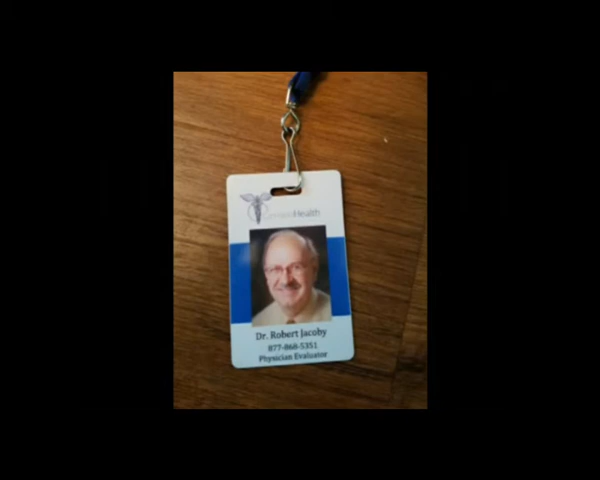 Health
Dr. Robert Jacoby
877-868-5351
Physician Evaluator